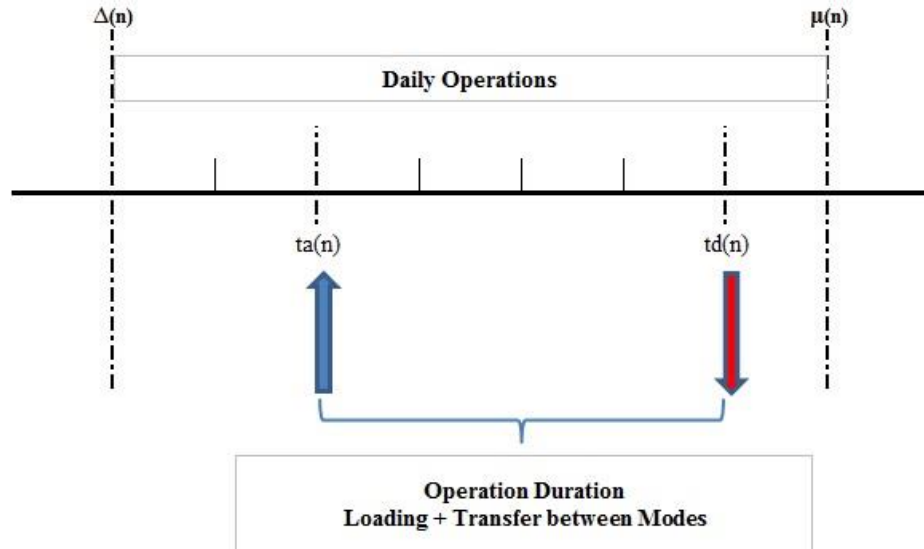 Δ(n)
μ(n)
Daily Operations
ta(n)
td(n)
Operation Duration
Loading + Transfer between Modes